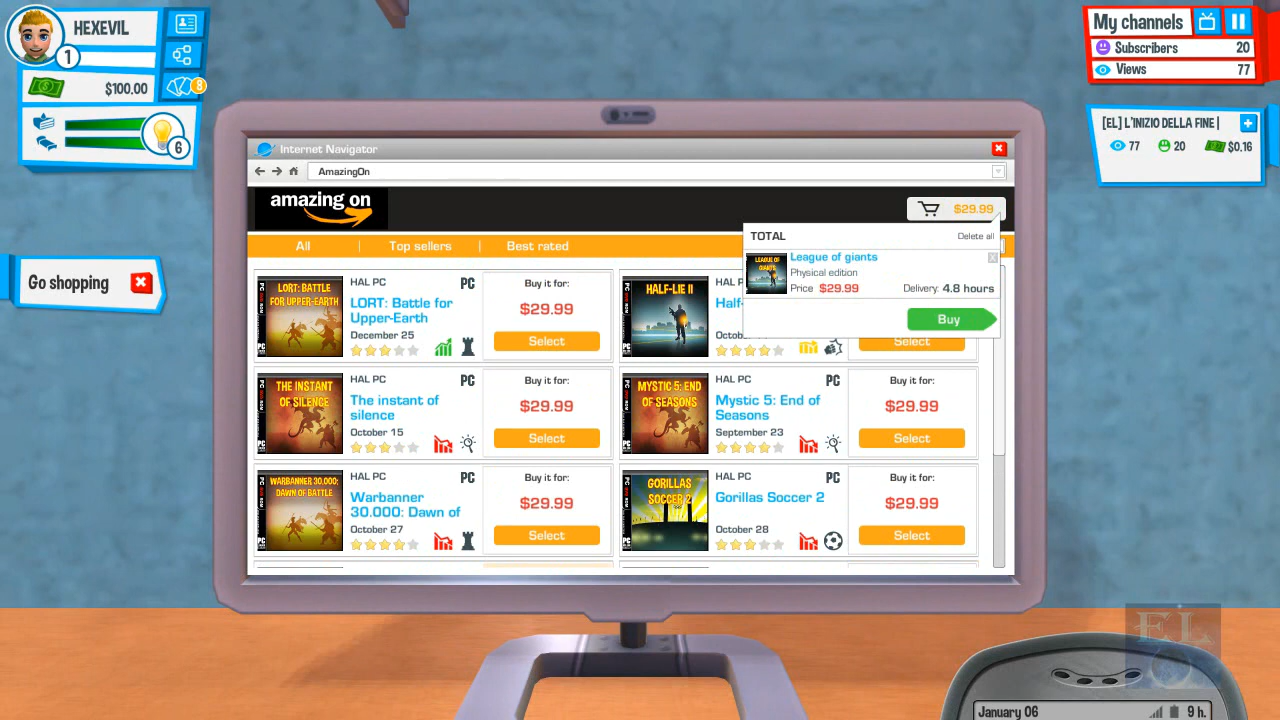 HEXEVIL
1
$100.00
8
6
My channels
Subscribers 20
Views 77
[EL] L'INIZIO DELLA FINE |
77 20 $0.16
Go shopping
Internet Navigator
AmazingOn
amazing on
$29.99
All
Top sellers
Best rated
TOTAL
Delete all
LEAGUE OF GIANTS
League of giants
Physical edition
Price $29.99
Delivery: 4.8 hours
Buy
LORT: BATTLE
FOR UPPER-EARTH
HAL PC PC
LORT: Battle for
Upper-Earth
December 25
Buy it for:
$29.99
Select
HALF-LIE II
HAL PC
Half-
Octob
Select
THE INSTANT
OF SILENCE
HAL PC PC
The instant of
silence
October 15
Buy it for:
$29.99
Select
MYSTIC 5: END
OF SEASONS
HAL PC PC
Mystic 5: End of
Seasons
September 23
Buy it for:
$29.99
Select
WARBANNER 30.000:
DAWN OF BATTLE
HAL PC PC
Warbanner
30.000: Dawn of
October 27
Buy it for:
$29.99
Select
GORILLAS
SOCCER 2
HAL PC PC
Gorillas Soccer 2
October 28
Buy it for:
$29.99
Select
EL
January 06 9 h.